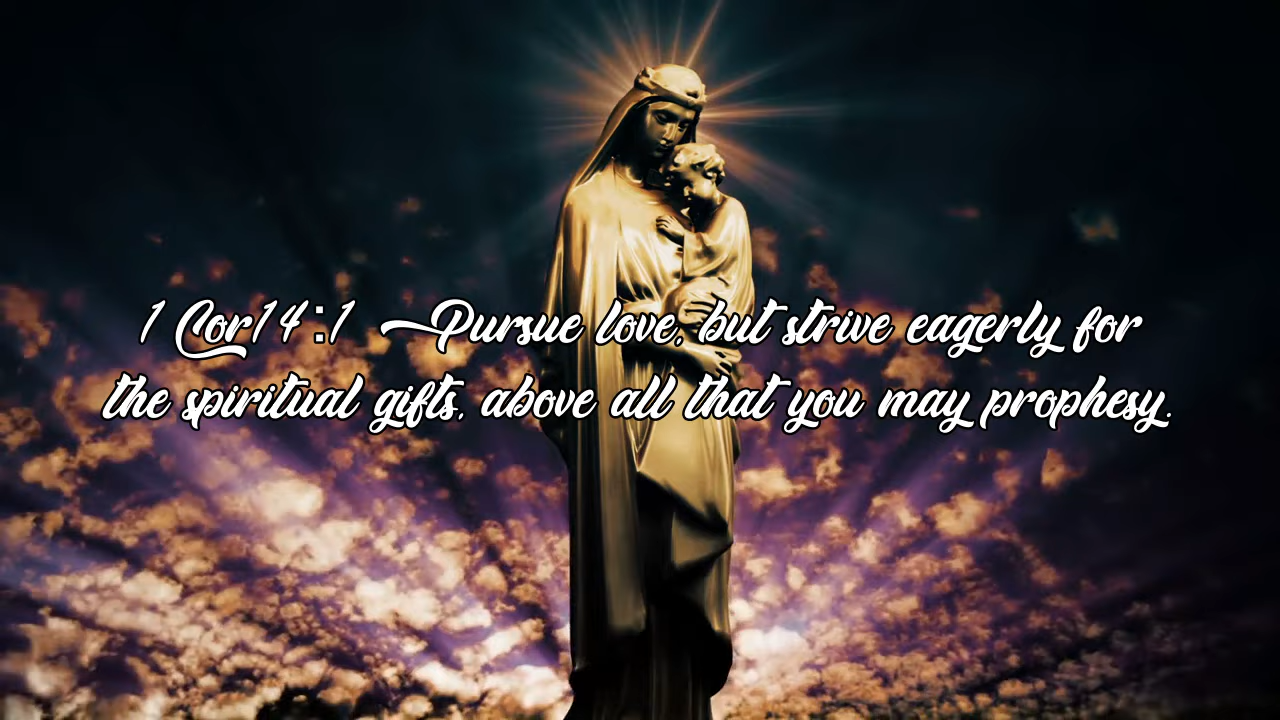 1 Cor14:1 Pursue love, but strive eagerly for
the spiritual gifts, above all that you may prophesy.